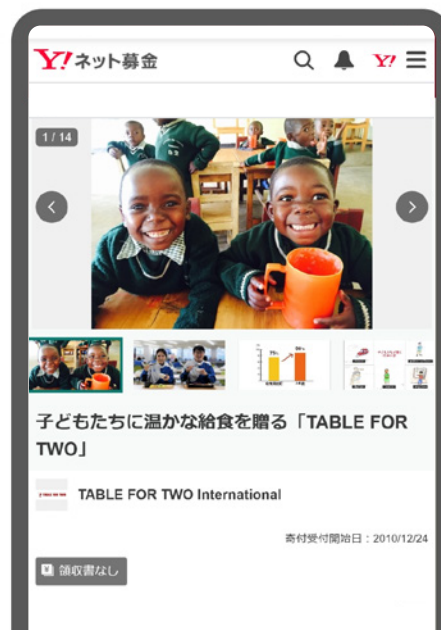 Y!ネット募金
Y!
1 / 14
子どもたちに温かな給食を贈る「TABLE FOR
TWO」
TABLE FOR TWO International
寄付受付開始日：2010/12/24
領収書なし